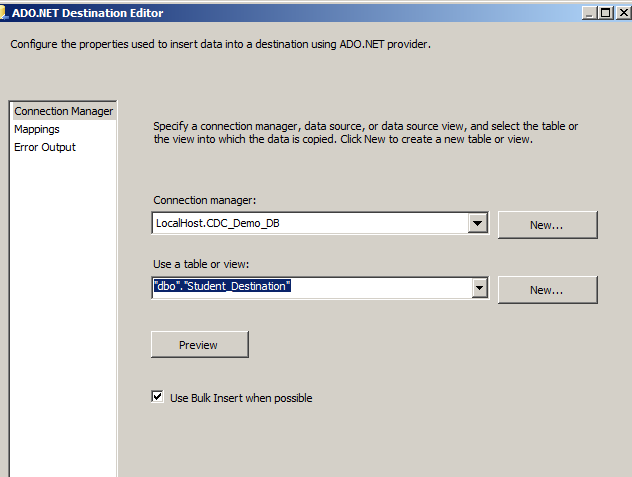 ADO.NET Destination Editor
Configure the properties used to insert data into a destination using ADO.NET provider.
Connection Manager
Mappings
Error Output
Specify a connection manager, data source, or data source view, and select the table or
the view into which the data is copied. Click New to create a new table or view.
Connection manager:
LocalHost.CDC_Demo_DB
New...
Use a table or view:
"dbo"."Student_Destination"
New...
Preview
Use Bulk Insert when possible